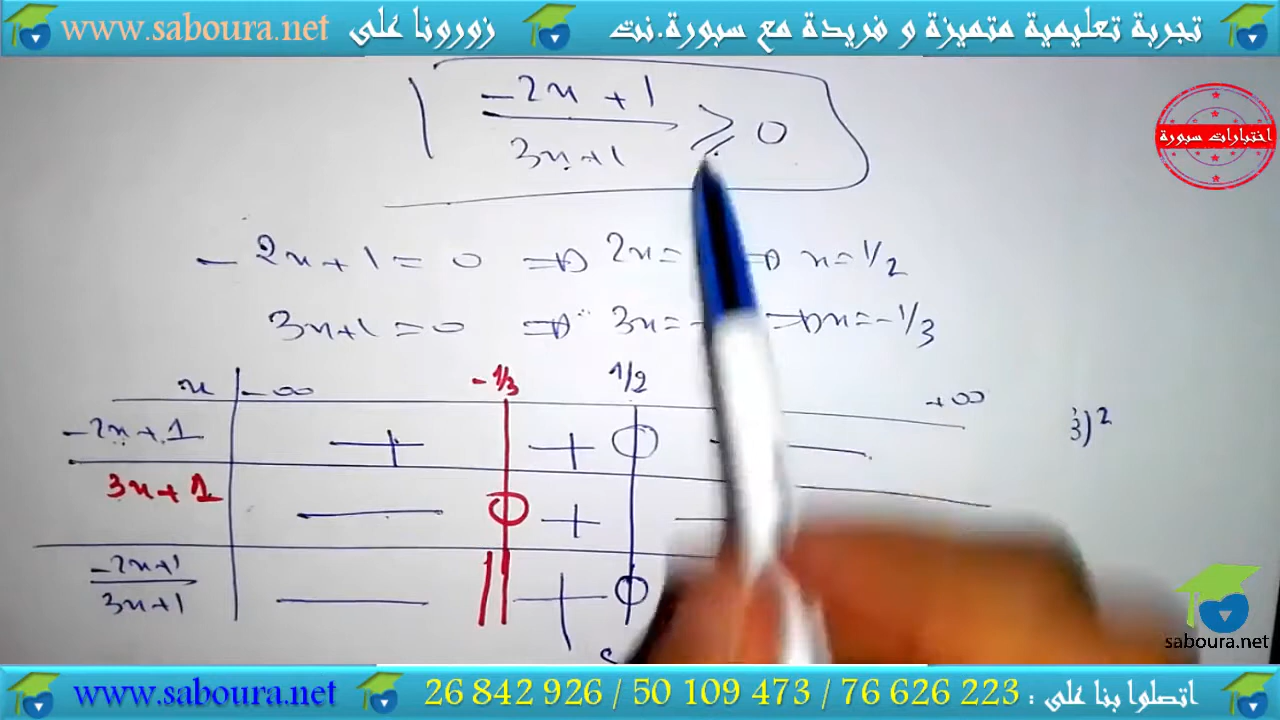 تجربة تعليمية متميزة و فريدة مع سبورة.نت زورونا على www.saboura.net
-2x + 1
3x+1
≥ 0
اختبارات سبورة
-2x+1=0 ⇒ 2x= ⇒ x=1/2
3x+1=0 ⇒ 3x=- ⇒ x=-1/3
x -∞ -1/3 1/2 +∞
-2x+1 + + 0 —
3x+1 — 0 + —
-2x+1
3x+1
— || + 0
3)²
saboura.net
www.saboura.net اتصلوا بنا على : 26 842 926 / 50 109 473 / 76 626 223